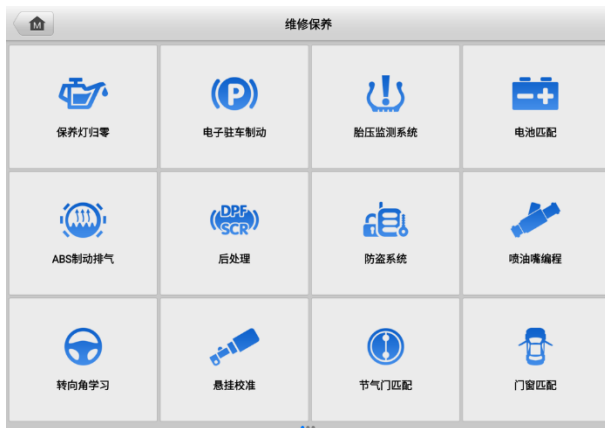 M
维修保养
保养灯归零
P
电子驻车制动
胎压监测系统
电池匹配
ABS制动排气
DPF
SCR
后处理
防盗系统
喷油嘴编程
转向角学习
悬挂校准
节气门匹配
门窗匹配